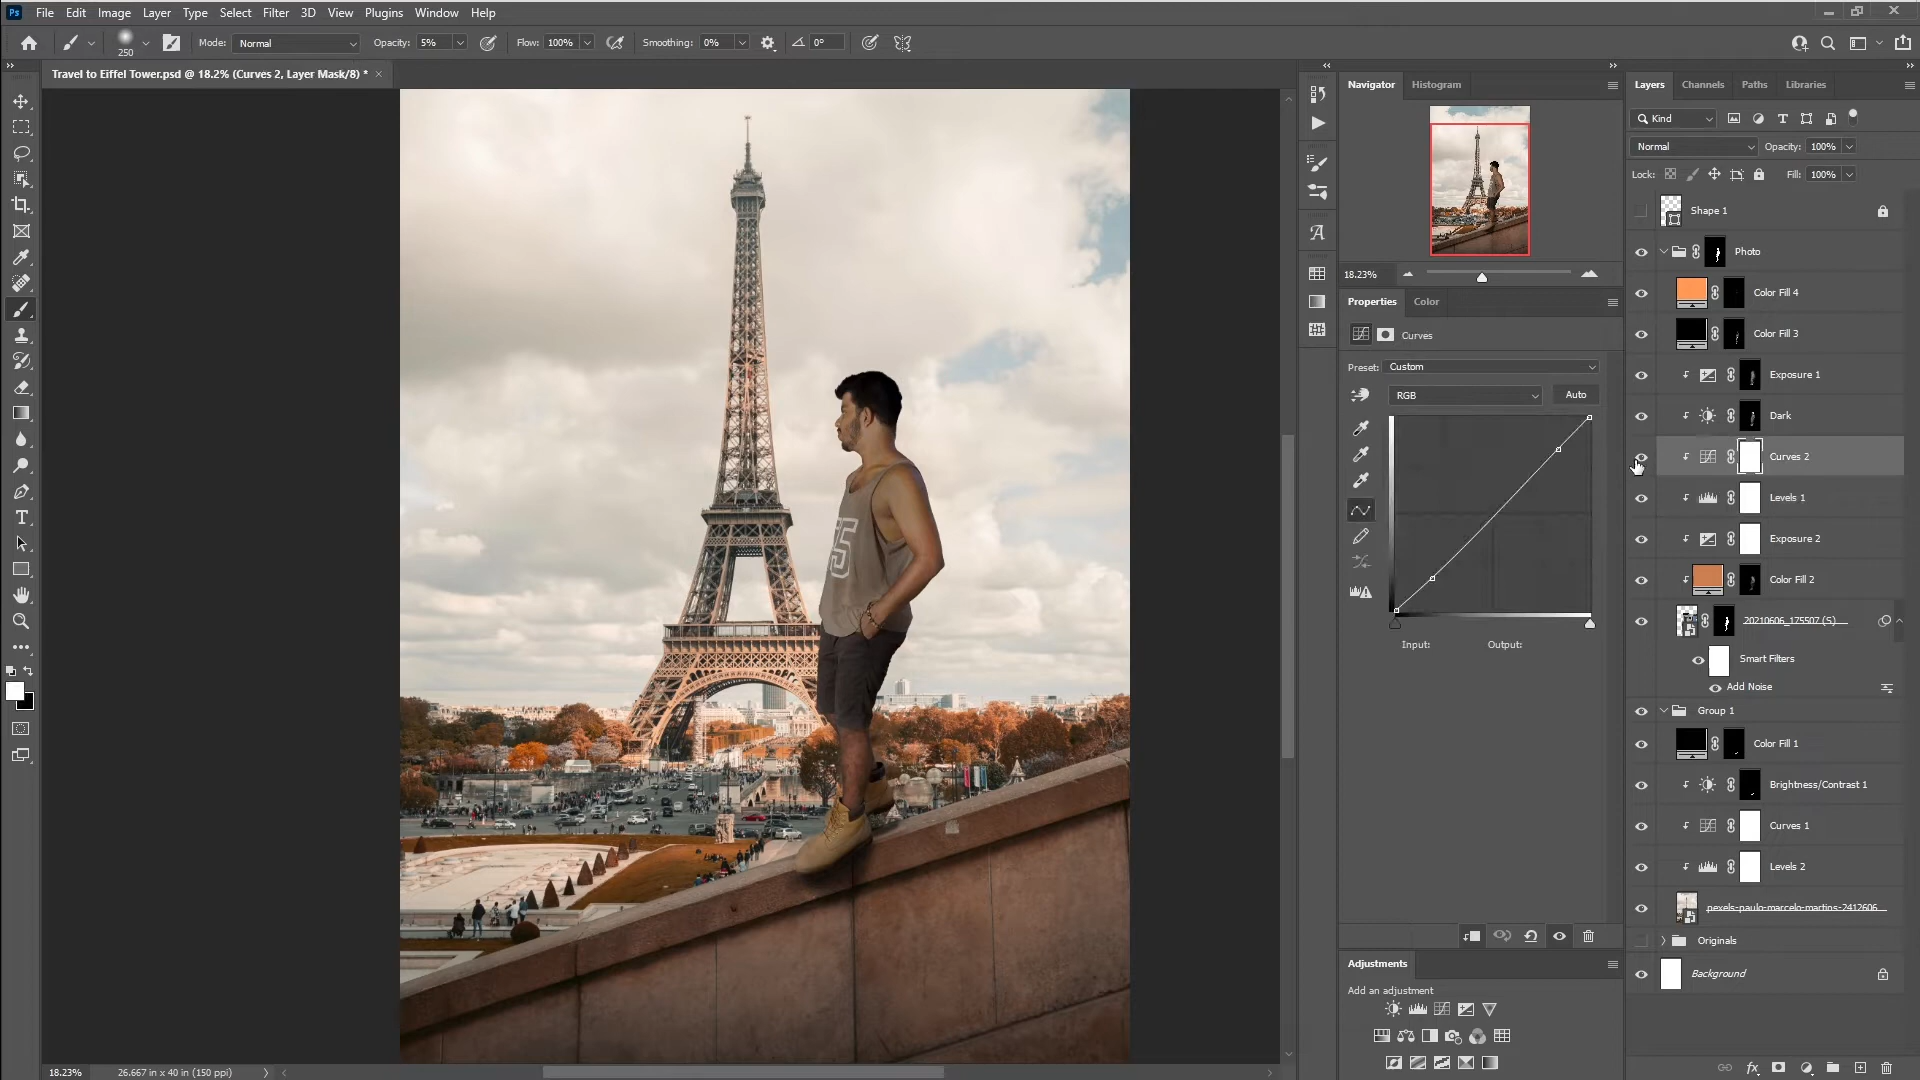 Ps File Edit Image Layer Type Select Filter 3D View Plugins Window Help
250 Mode: Normal Opacity: 5% Flow: 100% Smoothing: 0% 0°
Travel to Eiffel Tower.psd @ 18.2% (Curves 2, Layer Mask/8) * ×
Navigator Histogram
18.23%
Properties Color
Curves
Preset: Custom
RGB Auto
Input: Output:
Adjustments
Add an adjustment
Layers Channels Paths Libraries
Kind
Normal Opacity: 100%
Lock: Fill: 100%
Shape 1
Photo
Color Fill 4
Color Fill 3
Exposure 1
Dark
Curves 2
Levels 1
Exposure 2
Color Fill 2
20210606_175507 (S)
Smart Filters
Add Noise
Group 1
Color Fill 1
Brightness/Contrast 1
Curves 1
Levels 2
pexels-paulo-marcelo-martins-2412606...
Originals
Background
18.23% 26.667 in x 40 in (150 ppi)